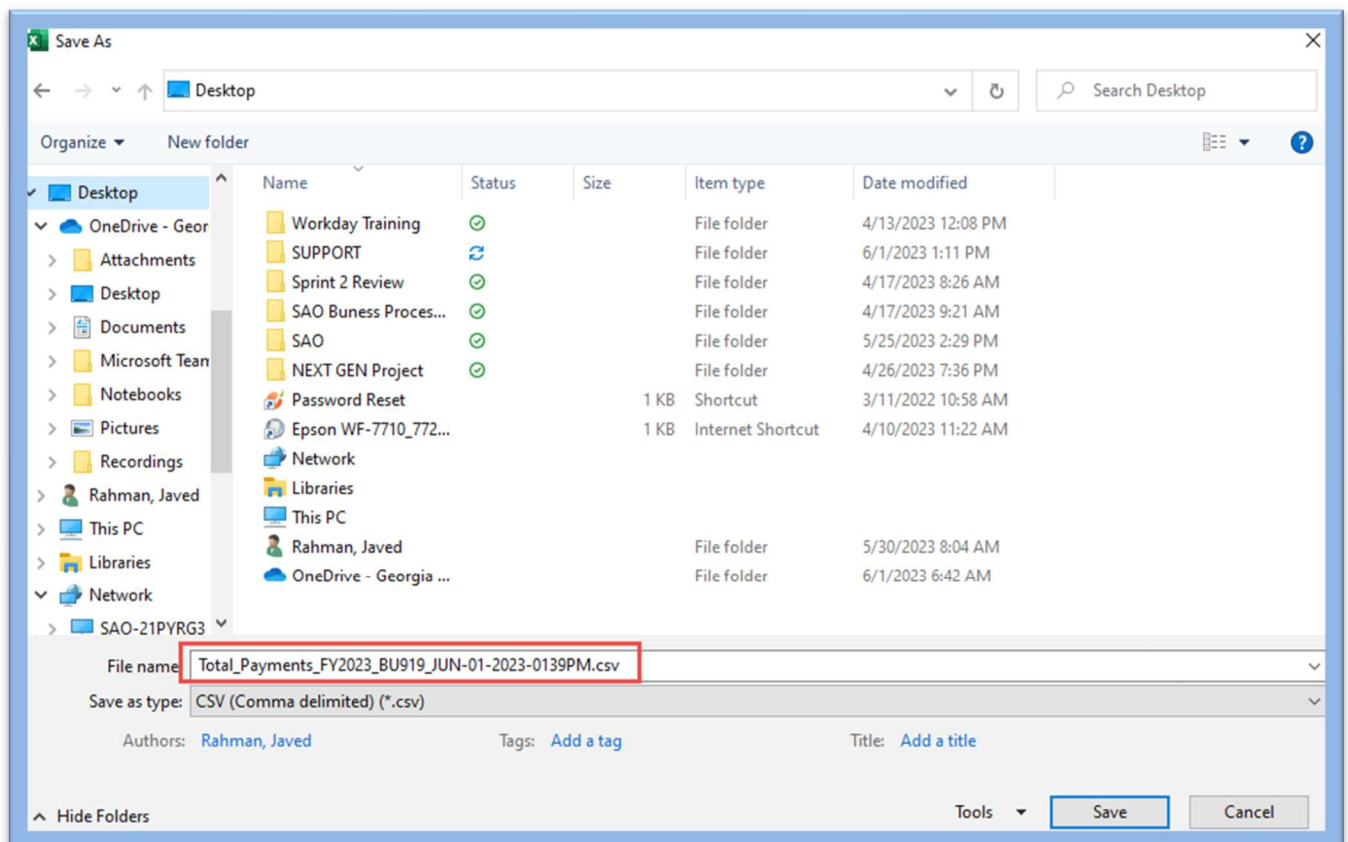 Save As
Desktop
Search Desktop
Organize
New folder
Name Status Size Item type Date modified
Desktop
OneDrive - Geor
Attachments
Desktop
Documents
Microsoft Team
Notebooks
Pictures
Recordings
Rahman, Javed
This PC
Libraries
Network
SAO-21PYRG3
Workday Training File folder 4/13/2023 12:08 PM
SUPPORT File folder 6/1/2023 1:11 PM
Sprint 2 Review File folder 4/17/2023 8:26 AM
SAO Buness Proces... File folder 4/17/2023 9:21 AM
SAO File folder 5/25/2023 2:29 PM
NEXT GEN Project File folder 4/26/2023 7:36 PM
Password Reset 1 KB Shortcut 3/11/2022 10:58 AM
Epson WF-7710_772... 1 KB Internet Shortcut 4/10/2023 11:22 AM
Network
Libraries
This PC
Rahman, Javed File folder 5/30/2023 8:04 AM
OneDrive - Georgia ... File folder 6/1/2023 6:42 AM
File name Total_Payments_FY2023_BU919_JUN-01-2023-0139PM.csv
Save as type: CSV (Comma delimited) (*.csv)
Authors: Rahman, Javed Tags: Add a tag Title: Add a title
Hide Folders Tools Save Cancel